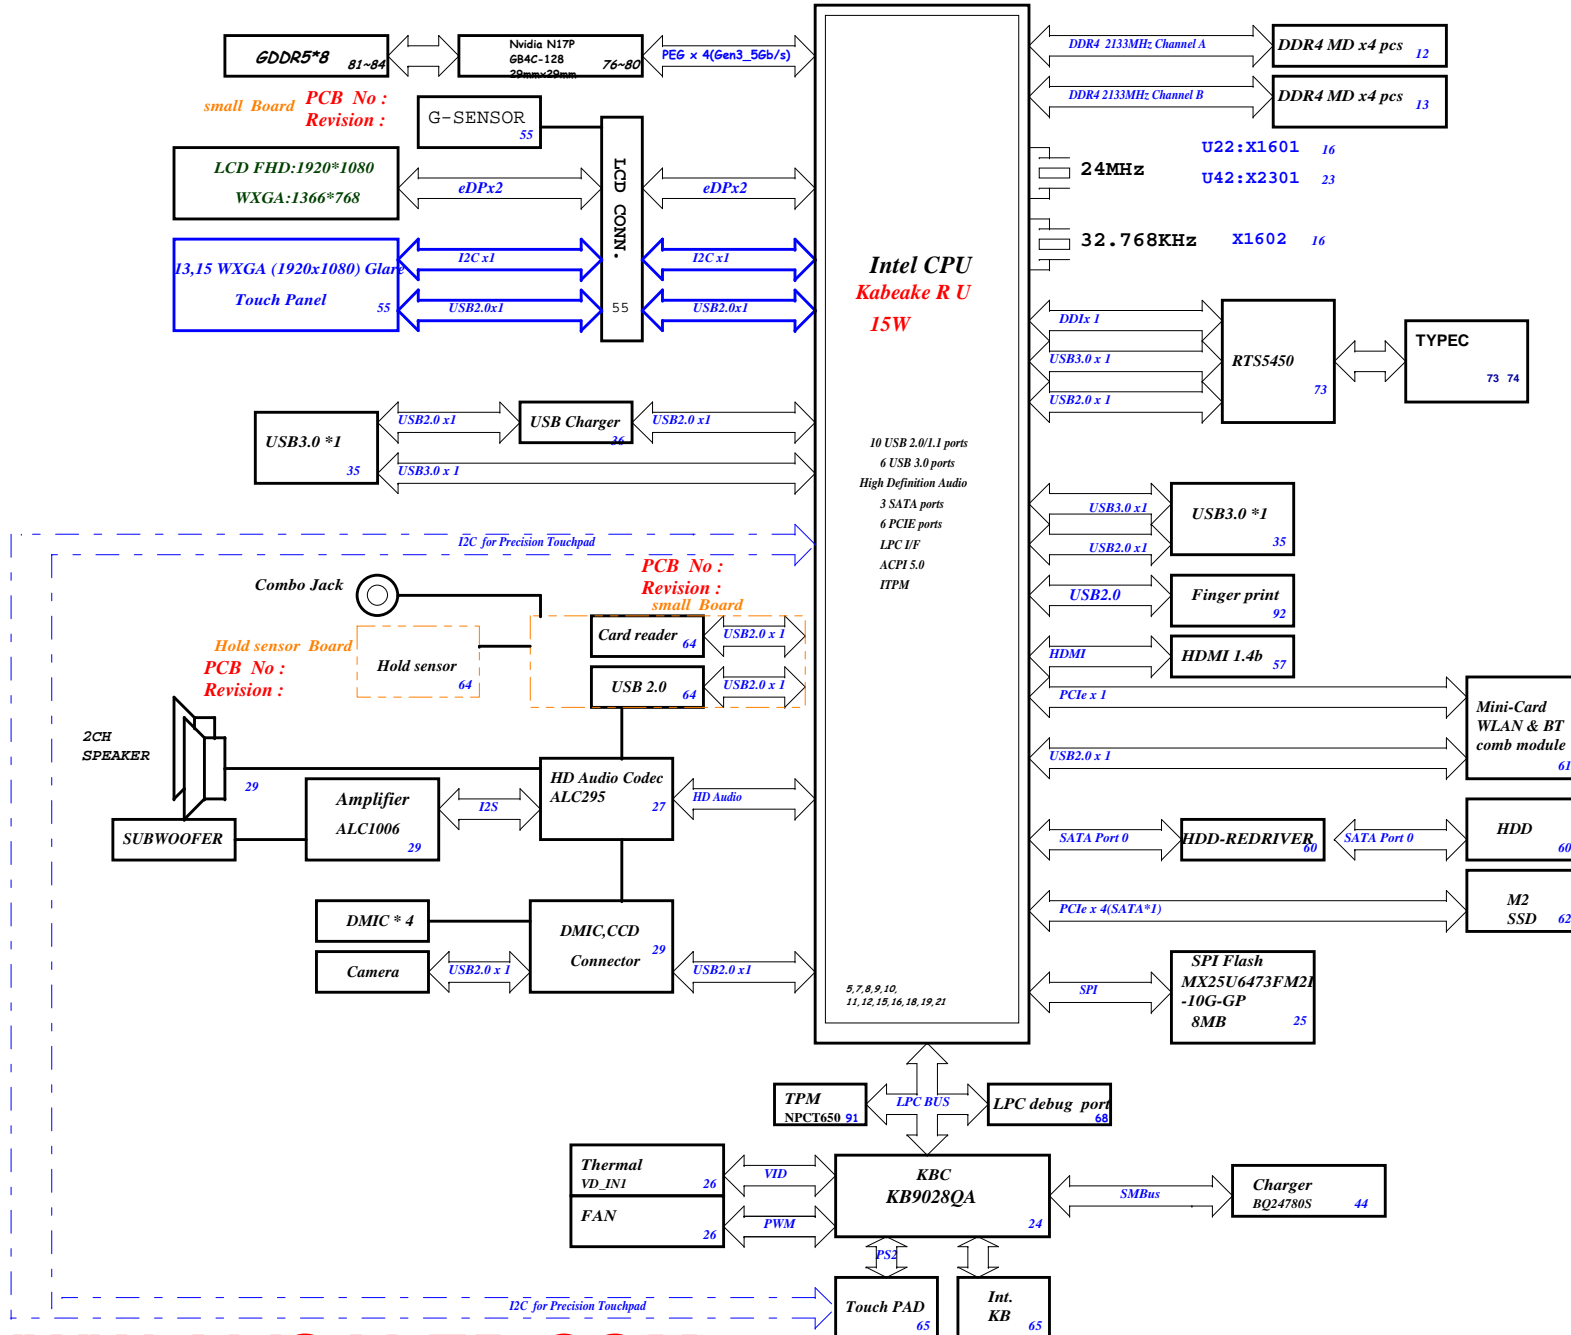 GDDR5*8 81~84
Nvidia N17P
GB4C-128
29mmx29mm
76~80
PEG x 4(Gen3_5Gb/s)
small Board
PCB No :
Revision :
G-SENSOR
55
LCD FHD:1920*1080
WXGA:1366*768
eDPx2
LCD CONN.
55
eDPx2
I3,15 WXGA (1920x1080) Glare
Touch Panel
55
I2C x1
USB2.0x1
I2C x1
USB2.0x1
USB3.0 *1
35
USB2.0 x1
USB Charger
36
USB2.0 x1
USB3.0 x 1
I2C for Precision Touchpad
Combo Jack
PCB No :
Revision :
small Board
Hold sensor Board
PCB No :
Revision :
Hold sensor
64
Card reader
64
USB2.0 x 1
USB 2.0
64
USB2.0 x 1
2CH
SPEAKER
29
SUBWOOFER
Amplifier
ALC1006
29
I2S
HD Audio Codec
ALC295
27
HD Audio
DMIC * 4
Camera
USB2.0 x 1
DMIC,CCD
Connector
29
USB2.0 x1
Intel CPU
Kabeake R U
15W
10 USB 2.0/1.1 ports
6 USB 3.0 ports
High Definition Audio
3 SATA ports
6 PCIE ports
LPC I/F
ACPI 5.0
ITPM
5,7,8,9,10,
11,12,15,16,18,19,21
DDR4 2133MHz Channel A
DDR4 MD x4 pcs
12
DDR4 2133MHz Channel B
DDR4 MD x4 pcs
13
24MHz
U22:X1601 16
U42:X2301 23
32.768KHz
X1602 16
DDIx 1
USB3.0 x 1
USB2.0 x 1
RTS5450
73
TYPEC
73 74
USB3.0 x1
USB2.0 x1
USB3.0 *1
35
USB2.0
Finger print
92
HDMI
HDMI 1.4b
57
PCIe x 1
USB2.0 x 1
Mini-Card
WLAN & BT
comb module
61
SATA Port 0
HDD-REDRIVER
60
SATA Port 0
HDD
60
PCIe x 4(SATA*1)
M2
SSD
62
SPI
SPI Flash
MX25U6473FM2I
-10G-GP
8MB
25
TPM
NPCT650 91
LPC BUS
LPC debug port
68
Thermal
VD_IN1
26
VID
FAN
26
PWM
KBC
KB9028QA
24
SMBus
Charger
BQ24780S
44
PS2
I2C for Precision Touchpad
Touch PAD
65
Int.
KB
65